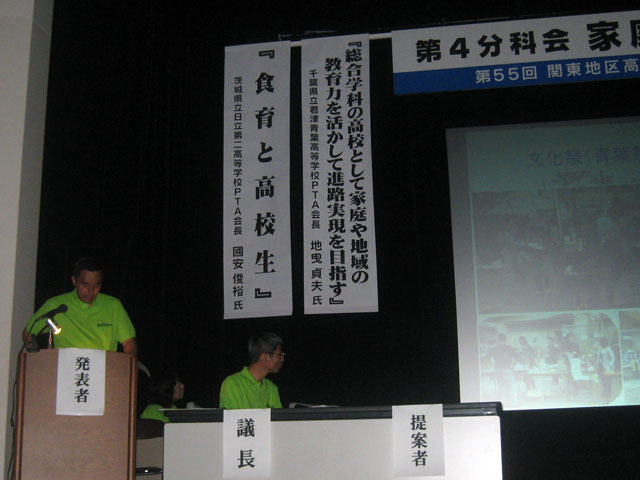 第4分科会 家庭
第55回 関東地区高
『総合学科の高校として家庭や地域の
教育力を活かして進路実現を目指す』
千葉県立君津青葉高等学校PTA会長 地曳 貞夫 氏
『食育と高校生』
茨城県立日立第二高等学校PTA会長 國安 俊裕 氏
文化祭(青葉
発表者
議長
提案者